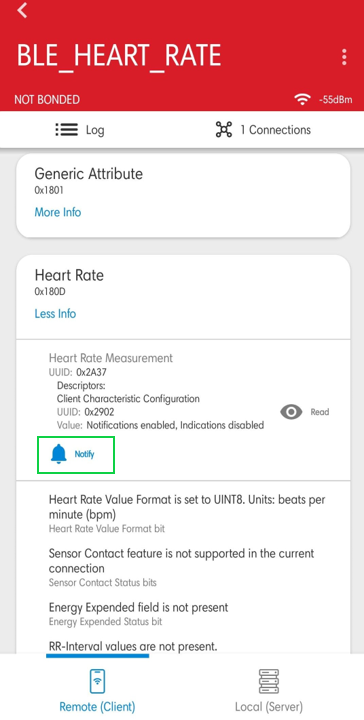 BLE_HEART_RATE
NOT BONDED
-55dBm
Log
1 Connections
Generic Attribute
0x1801
More Info
Heart Rate
0x180D
Less Info
Heart Rate Measurement
UUID: 0x2A37
Descriptors:
Client Characteristic Configuration
UUID: 0x2902
Read
Value: Notifications enabled, Indications disabled
Notify
Heart Rate Value Format is set to UINT8. Units: beats per
minute (bpm)
Heart Rate Value Format bit
Sensor Contact feature is not supported in the current
connection
Sensor Contact Status bits
Energy Expended field is not present
Energy Expended Status bit
RR-Interval values are not present.
Remote (Client)
Local (Server)